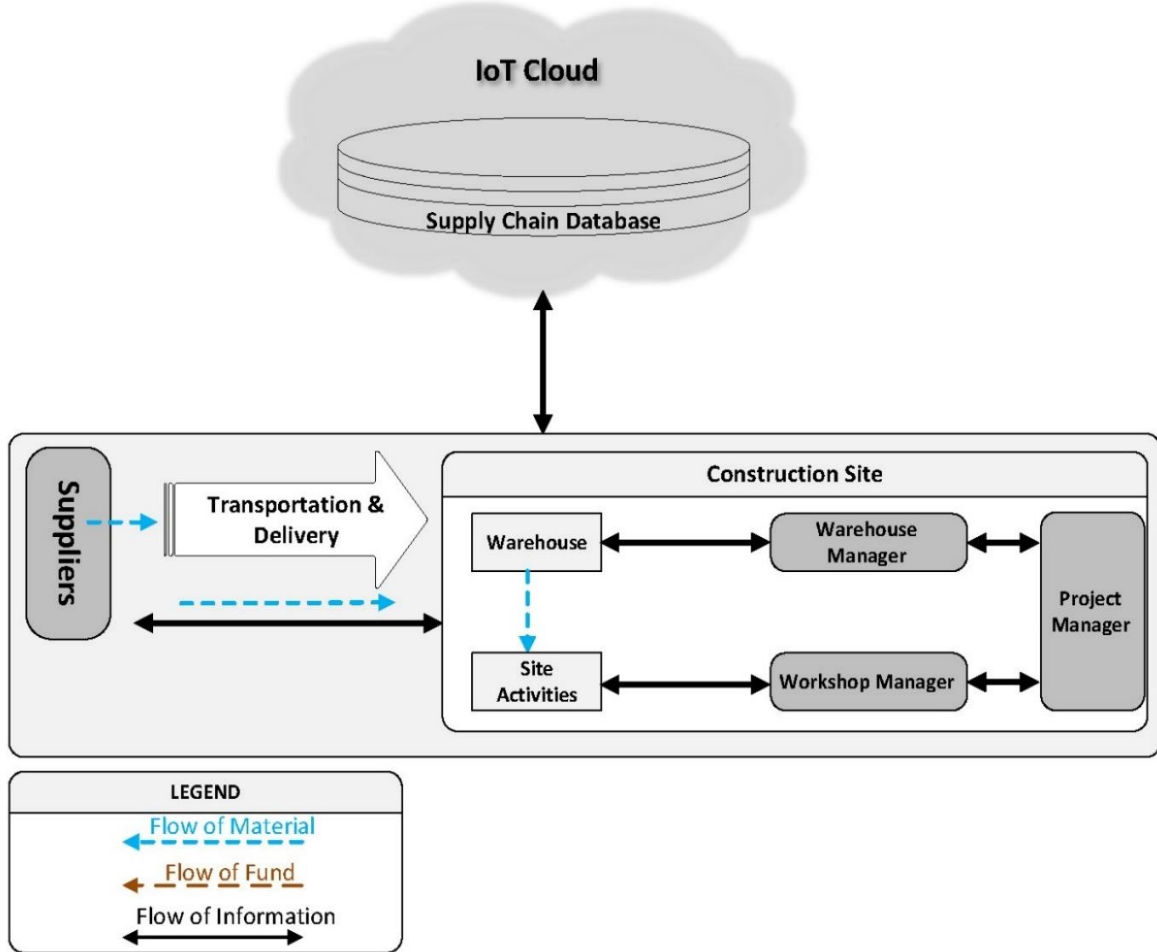 IoT Cloud
Supply Chain Database
Suppliers
Transportation &
Delivery
Construction Site
Warehouse
Warehouse
Manager
Project
Manager
Site
Activities
Workshop Manager
LEGEND
Flow of Material
Flow of Fund
Flow of Information